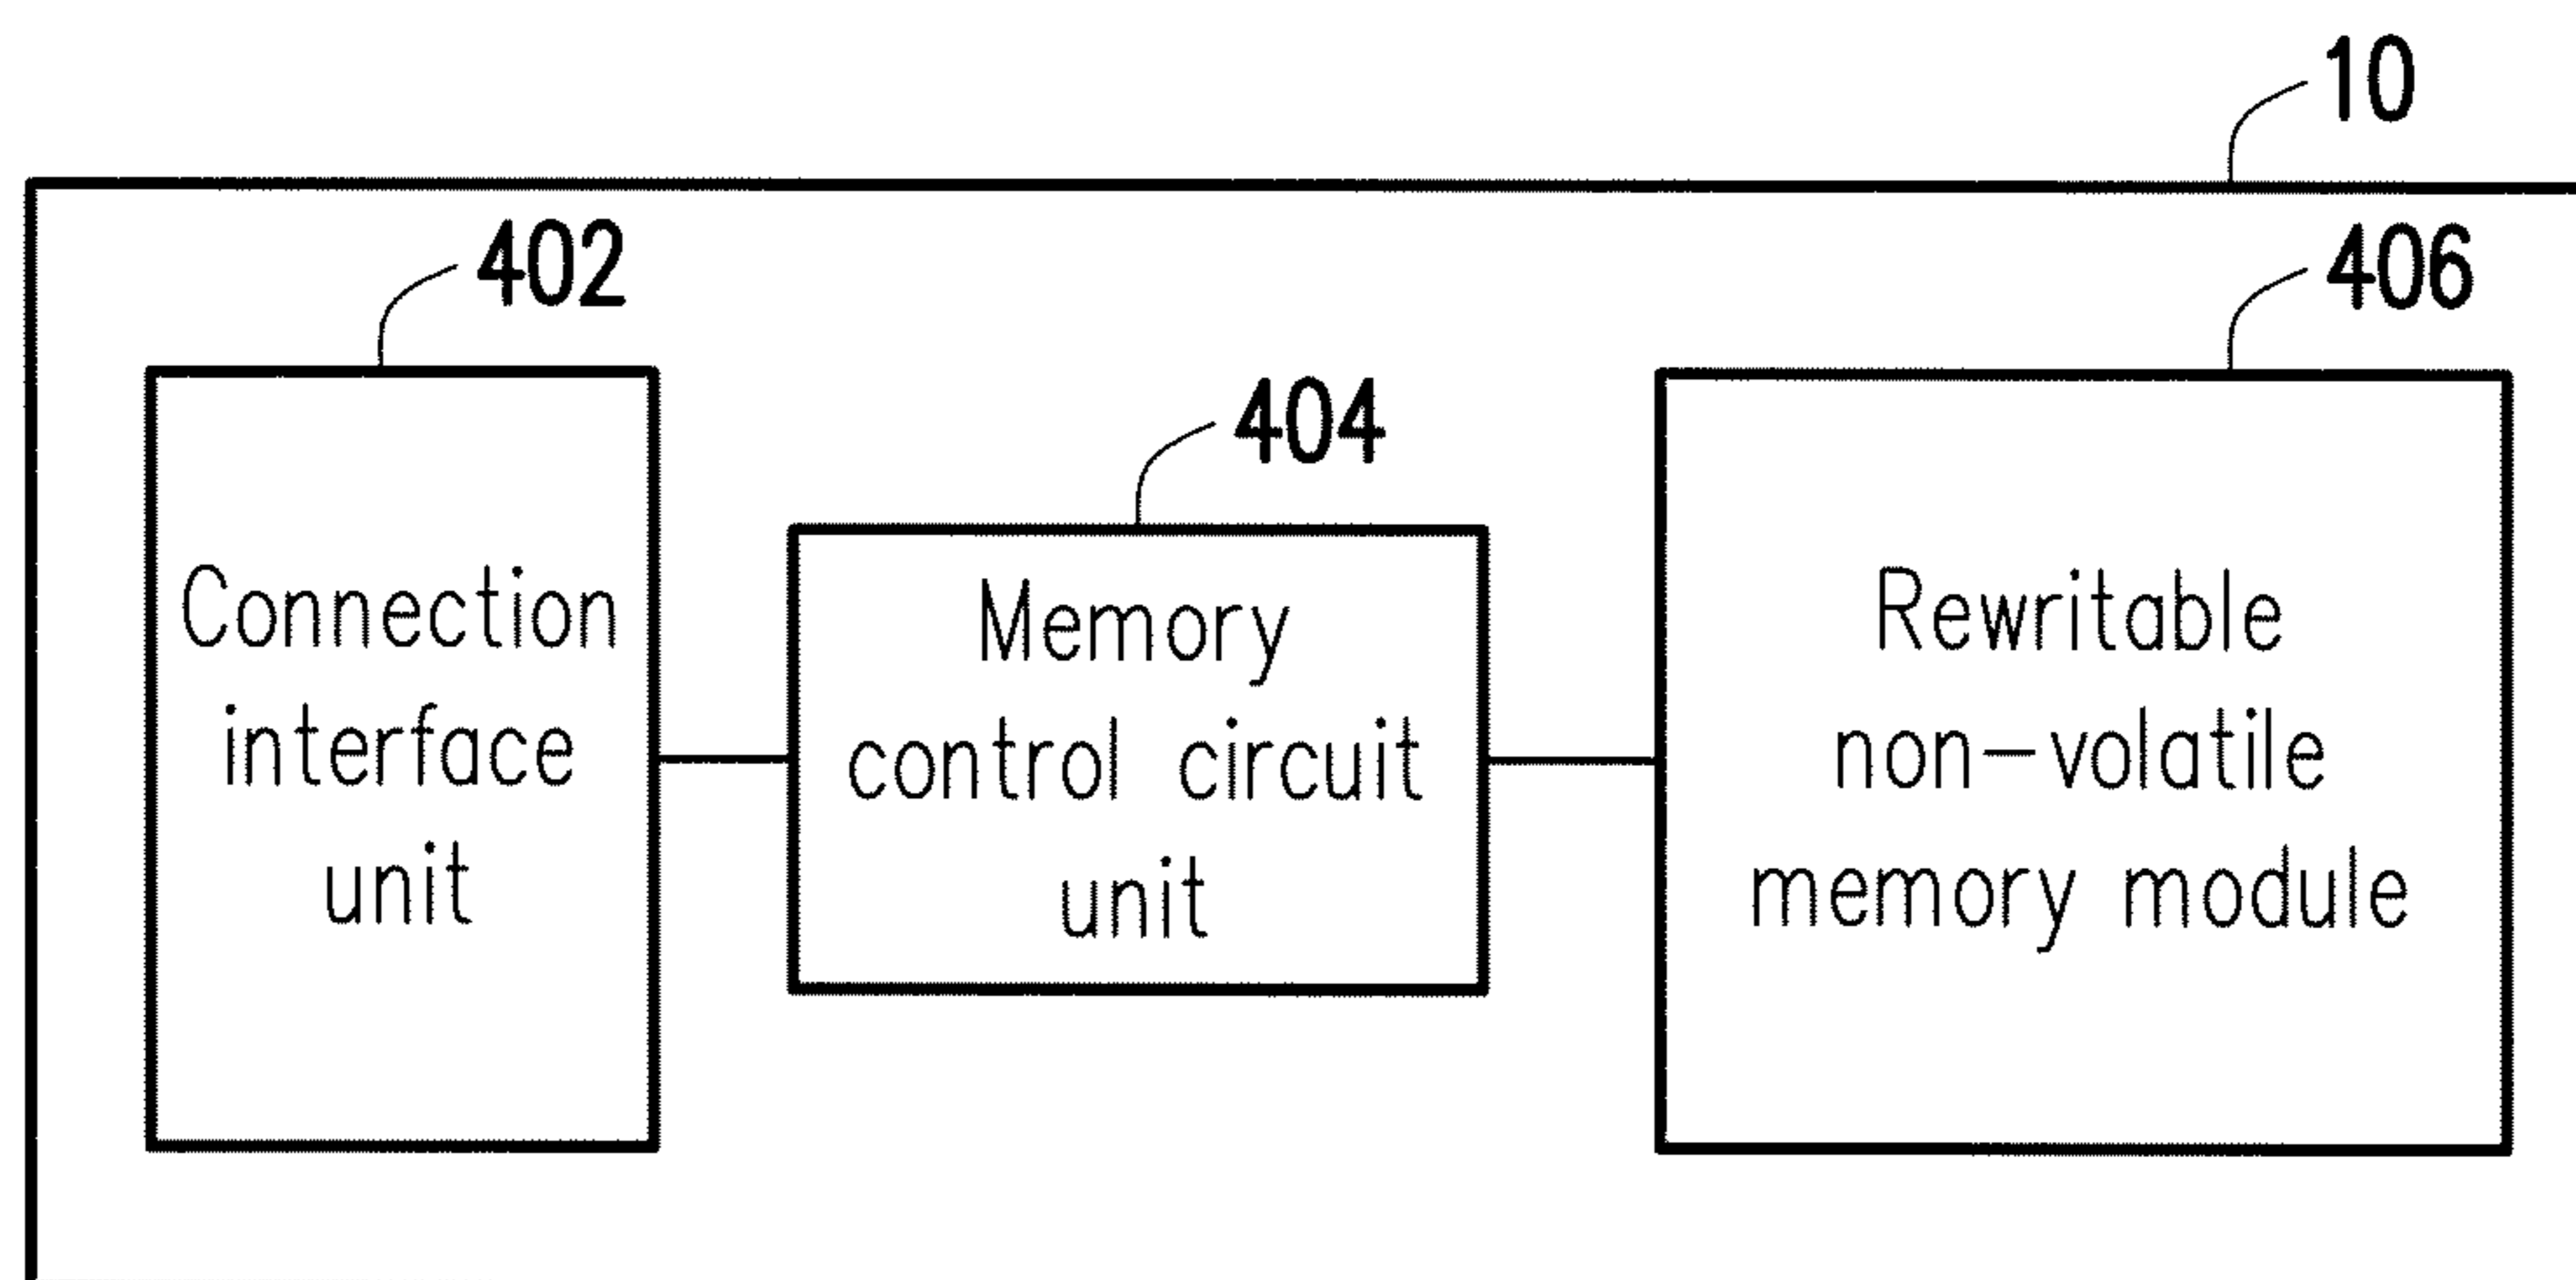 10
402
406
404
Connection
interface
unit
Memory
control circuit
unit
Rewritable
non-volatile
memory module